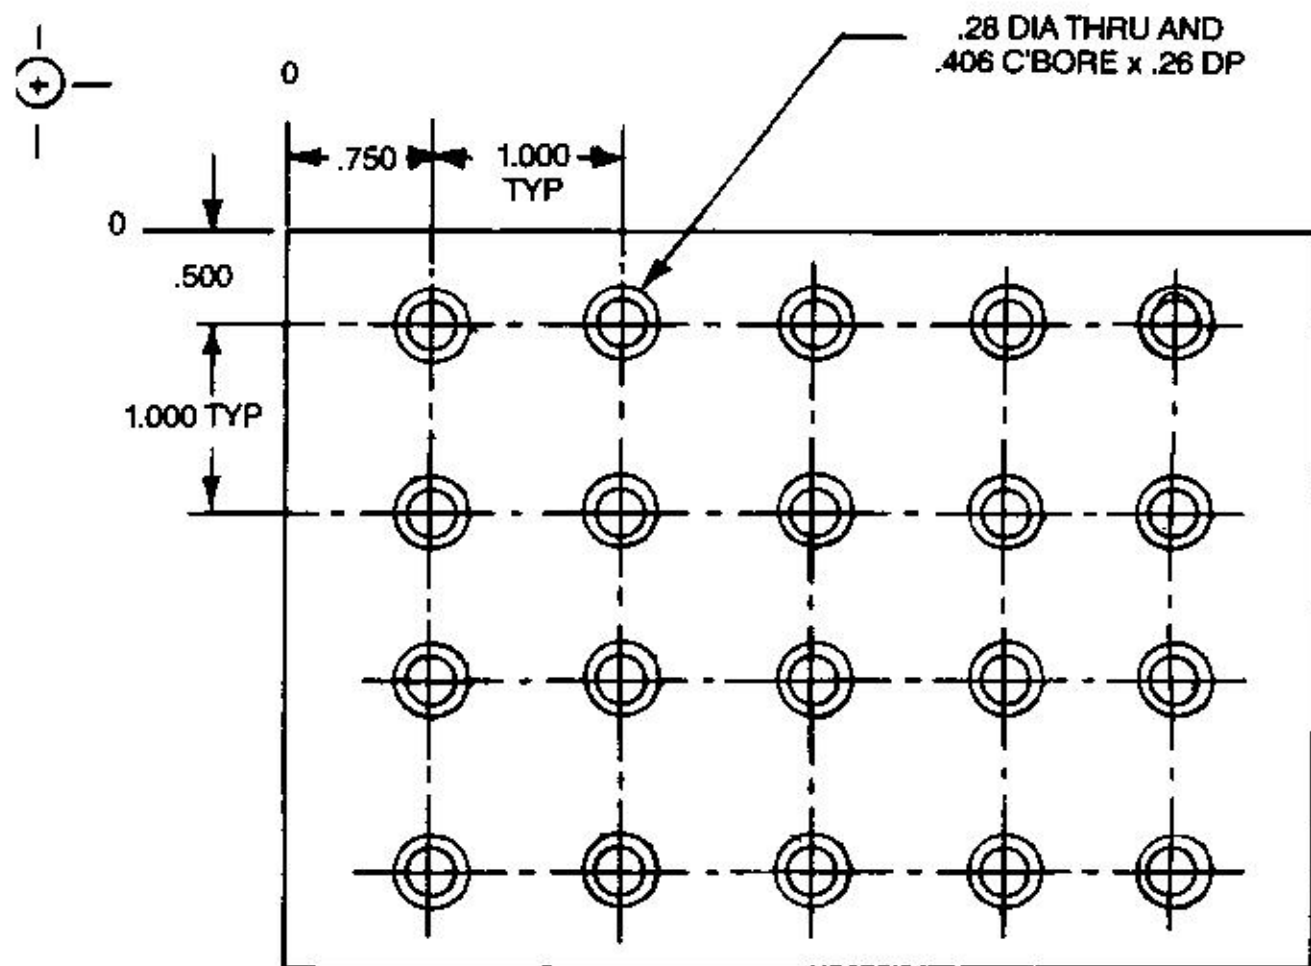 .28 DIA THRU AND
.406 C'BORE x .26 DP
0
.750
1.000
TYP
0
.500
1.000 TYP